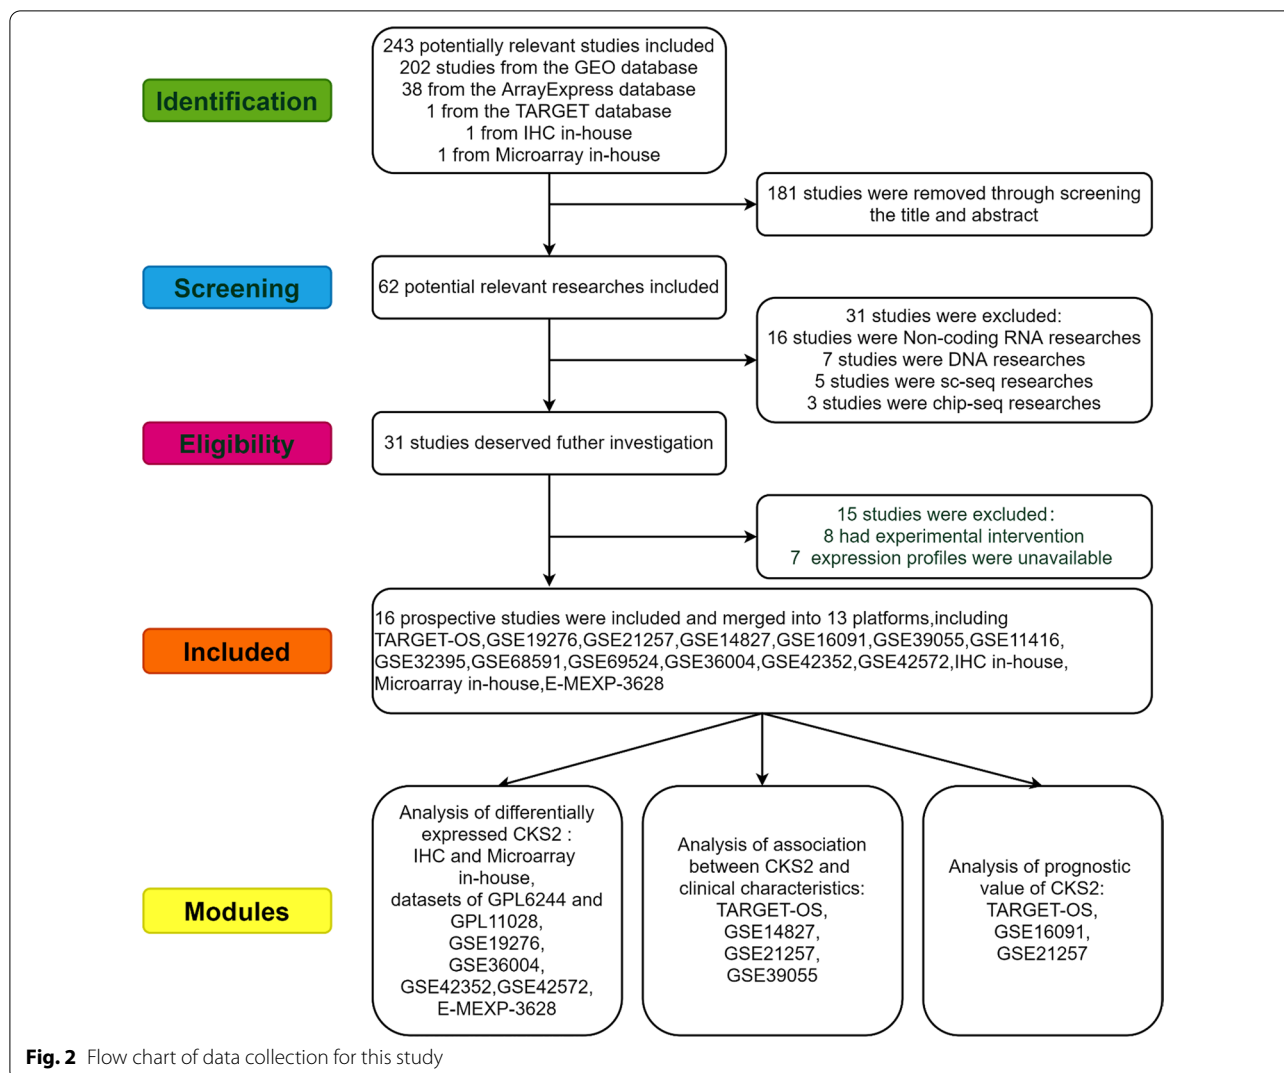 243 potentially relevant studies included
202 studies from the GEO database
38 from the ArrayExpress database
1 from the TARGET database
1 from IHC in-house
1 from Microarray in-house
Identification
181 studies were removed through screening
the title and abstract
Screening
62 potential relevant researches included
31 studies were excluded:
16 studies were Non-coding RNA researches
7 studies were DNA researches
5 studies were sc-seq researches
3 studies were chip-seq researches
Eligibility
31 studies deserved futher investigation
15 studies were excluded:
8 had experimental intervention
7 expression profiles were unavailable
Included
16 prospective studies were included and merged into 13 platforms,including
TARGET-OS,GSE19276,GSE21257,GSE14827,GSE16091,GSE39055,GSE11416,
GSE32395,GSE68591,GSE69524,GSE36004,GSE42352,GSE42572,IHC in-house,
Microarray in-house,E-MEXP-3628
Modules
Analysis of differentially
expressed CKS2 :
IHC and Microarray
in-house,
datasets of GPL6244 and
GPL11028,
GSE19276,
GSE36004,
GSE42352,GSE42572,
E-MEXP-3628
Analysis of association
between CKS2 and
clinical characteristics:
TARGET-OS,
GSE14827,
GSE21257,
GSE39055
Analysis of prognostic
value of CKS2:
TARGET-OS,
GSE16091,
GSE21257
Fig. 2 Flow chart of data collection for this study